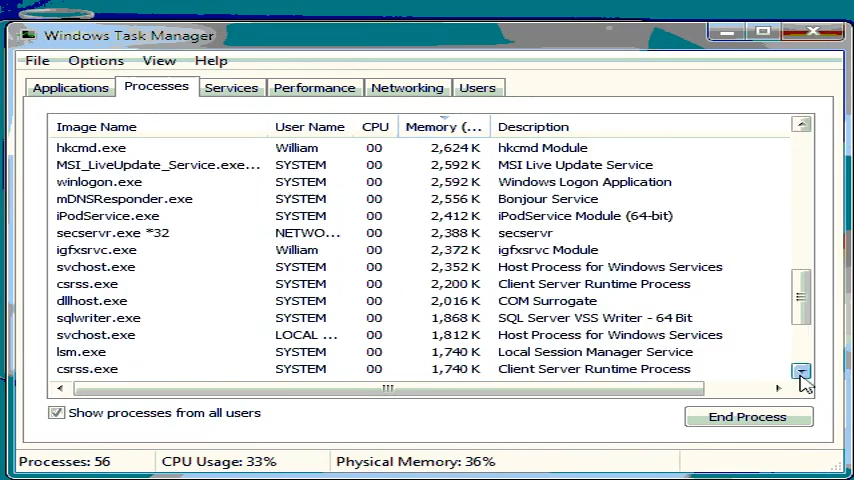 Windows Task Manager
File Options View Help
Applications Processes Services Performance Networking Users
Image Name User Name CPU Memory (... Description
hkcmd.exe William 00 2,624 K hkcmd Module
MSI_LiveUpdate_Service.exe... SYSTEM 00 2,592 K MSI Live Update Service
winlogon.exe SYSTEM 00 2,592 K Windows Logon Application
mDNSResponder.exe SYSTEM 00 2,556 K Bonjour Service
iPodService.exe SYSTEM 00 2,412 K iPodService Module (64-bit)
secservr.exe *32 NETWO... 00 2,388 K secservr
igfxsrvc.exe William 00 2,372 K igfxsrvc Module
svchost.exe SYSTEM 00 2,352 K Host Process for Windows Services
csrss.exe SYSTEM 00 2,200 K Client Server Runtime Process
dllhost.exe SYSTEM 00 2,016 K COM Surrogate
sqlwriter.exe SYSTEM 00 1,868 K SQL Server VSS Writer - 64 Bit
svchost.exe LOCAL ... 00 1,812 K Host Process for Windows Services
lsm.exe SYSTEM 00 1,740 K Local Session Manager Service
csrss.exe SYSTEM 00 1,740 K Client Server Runtime Process
Show processes from all users
End Process
Processes: 56 CPU Usage: 33% Physical Memory: 36%